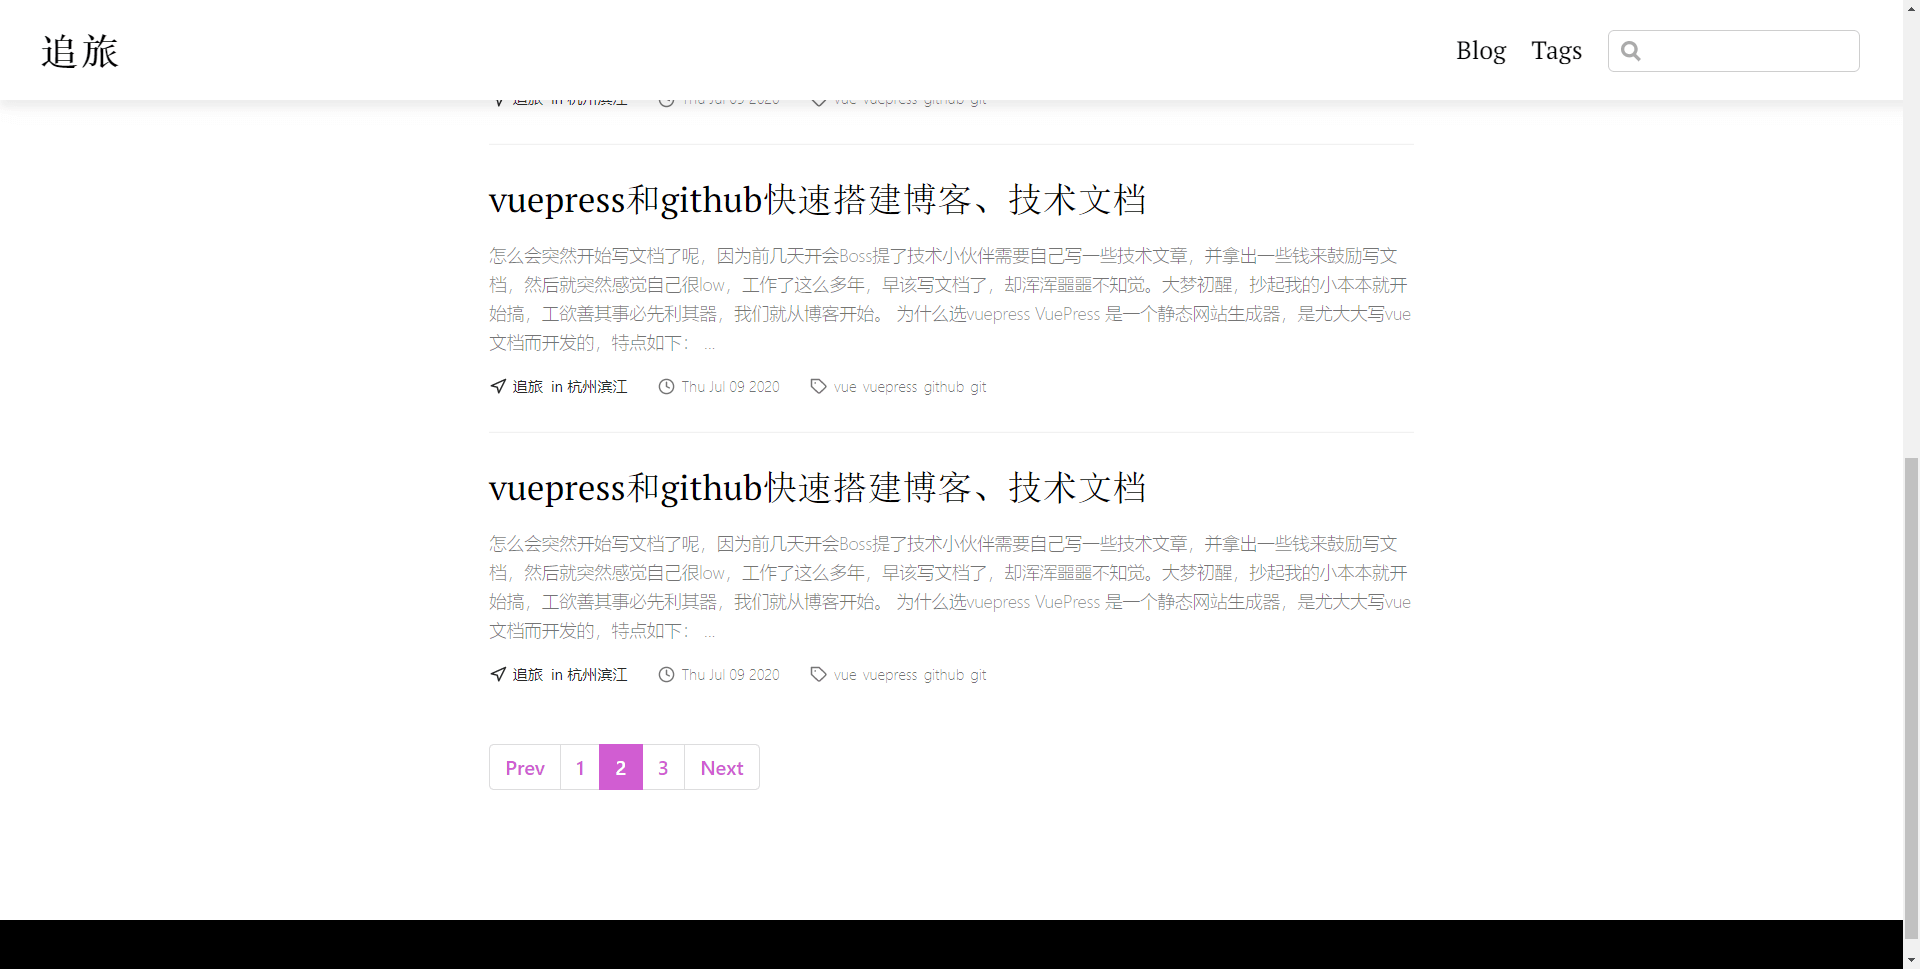 追旅
Blog Tags
追旅 in 杭州滨江 Thu Jul 09 2020 vue vuepress github git
vuepress和github快速搭建博客、技术文档
怎么会突然开始写文档了呢，因为前几天开会Boss提了技术小伙伴需要自己写一些技术文章，并拿出一些钱来鼓励写文
档，然后就突然感觉自己很low，工作了这么多年，早该写文档了，却浑浑噩噩不知觉。大梦初醒，抄起我的小本本就开
始搞，工欲善其事必先利其器，我们就从博客开始。 为什么选vuepress VuePress 是一个静态网站生成器，是尤大大写vue
文档而开发的，特点如下： ...
追旅 in 杭州滨江 Thu Jul 09 2020 vue vuepress github git
vuepress和github快速搭建博客、技术文档
怎么会突然开始写文档了呢，因为前几天开会Boss提了技术小伙伴需要自己写一些技术文章，并拿出一些钱来鼓励写文
档，然后就突然感觉自己很low，工作了这么多年，早该写文档了，却浑浑噩噩不知觉。大梦初醒，抄起我的小本本就开
始搞，工欲善其事必先利其器，我们就从博客开始。 为什么选vuepress VuePress 是一个静态网站生成器，是尤大大写vue
文档而开发的，特点如下： ...
追旅 in 杭州滨江 Thu Jul 09 2020 vue vuepress github git
Prev 1 2 3 Next